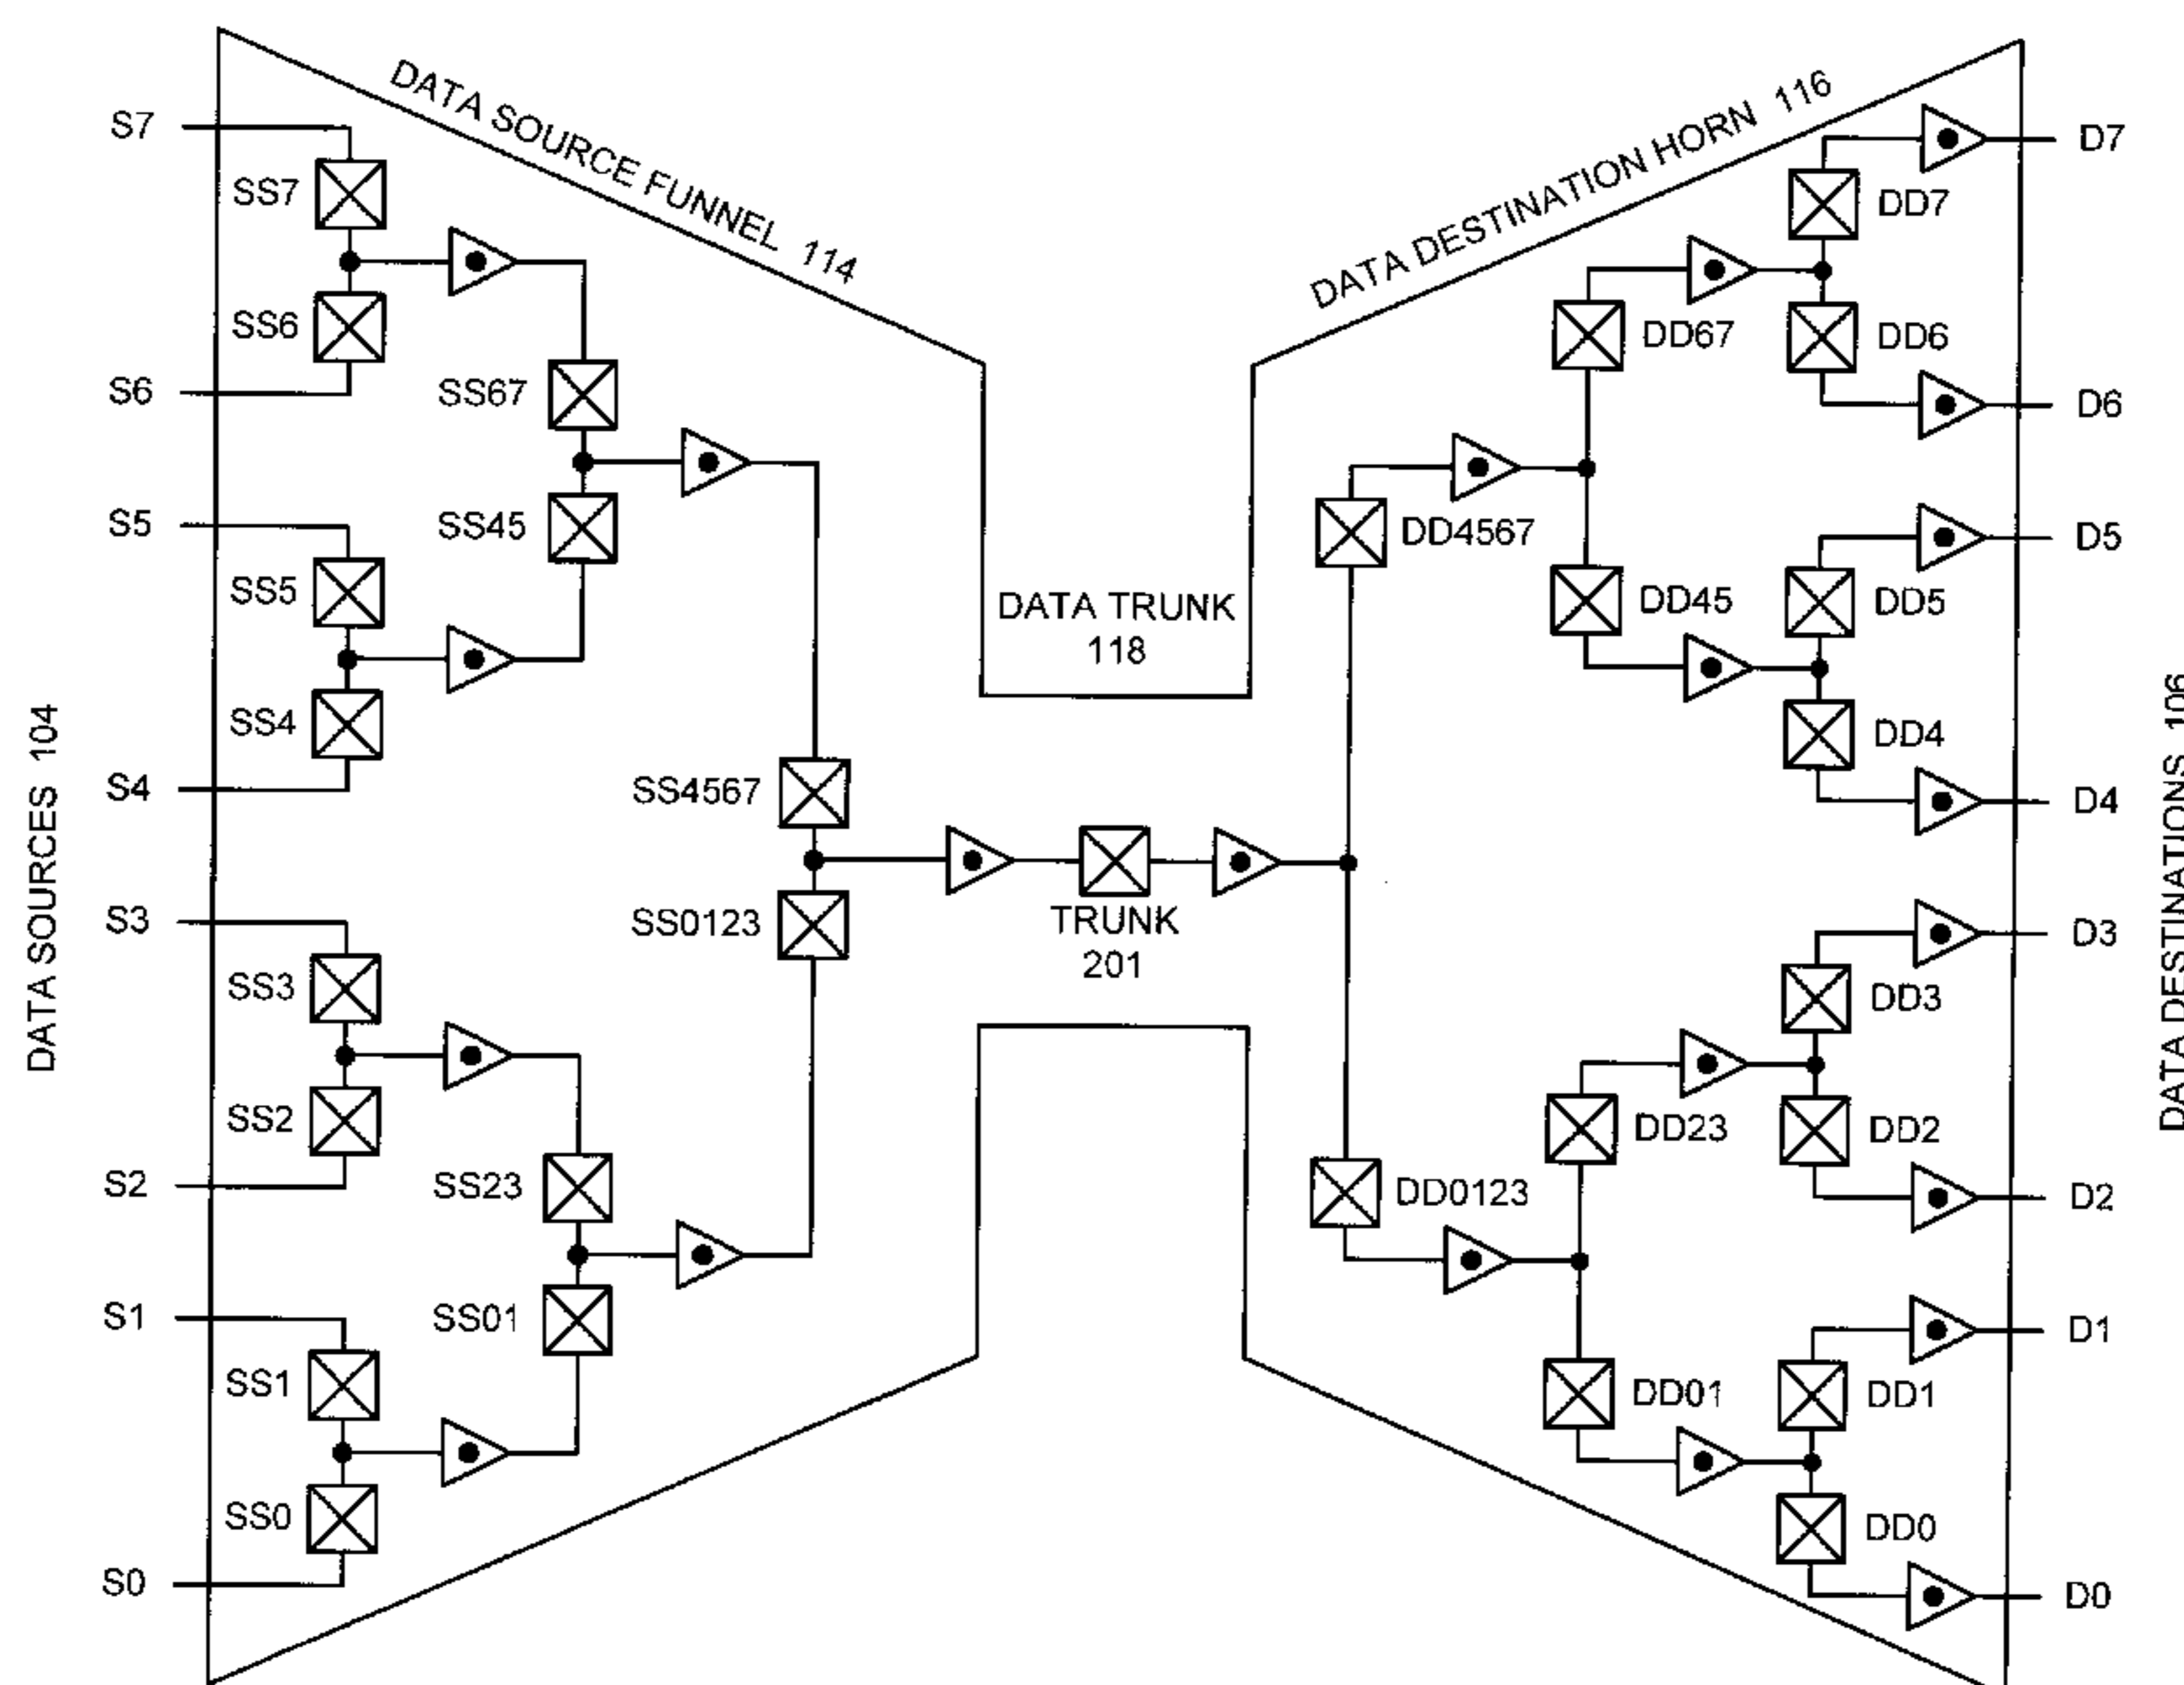 DATA SOURCE FUNNEL 114
DATA DESTINATION HORN 116
DATA TRUNK
118
TRUNK
201
DATA SOURCES 104
S7
S6
S5
S4
S3
S2
S1
S0
SS7
SS6
SS5
SS4
SS3
SS2
SS1
SS0
SS67
SS45
SS23
SS01
SS4567
SS0123
DD4567
DD0123
DD67
DD45
DD23
DD01
DD7
DD6
DD5
DD4
DD3
DD2
DD1
DD0
D7
D6
D5
D4
D3
D2
D1
D0
DATA DESTINATIONS 106